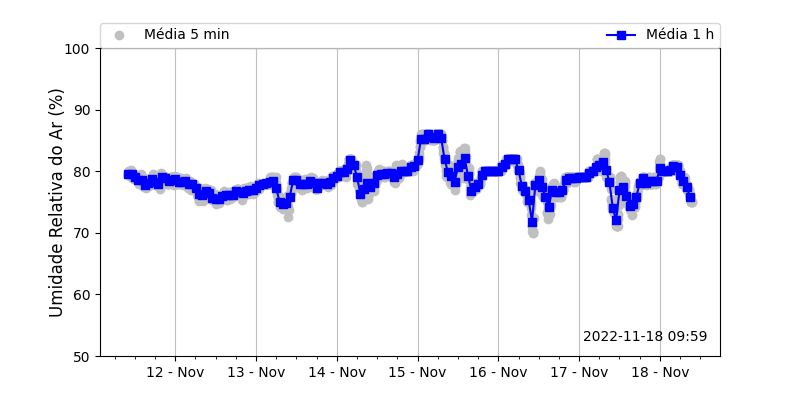 Média 5 min
Média 1 h
Umidade Relativa do Ar (%)
100
90
80
70
60
50
2022-11-18 09:59
12 - Nov
13 - Nov
14 - Nov
15 - Nov
16 - Nov
17 - Nov
18 - Nov